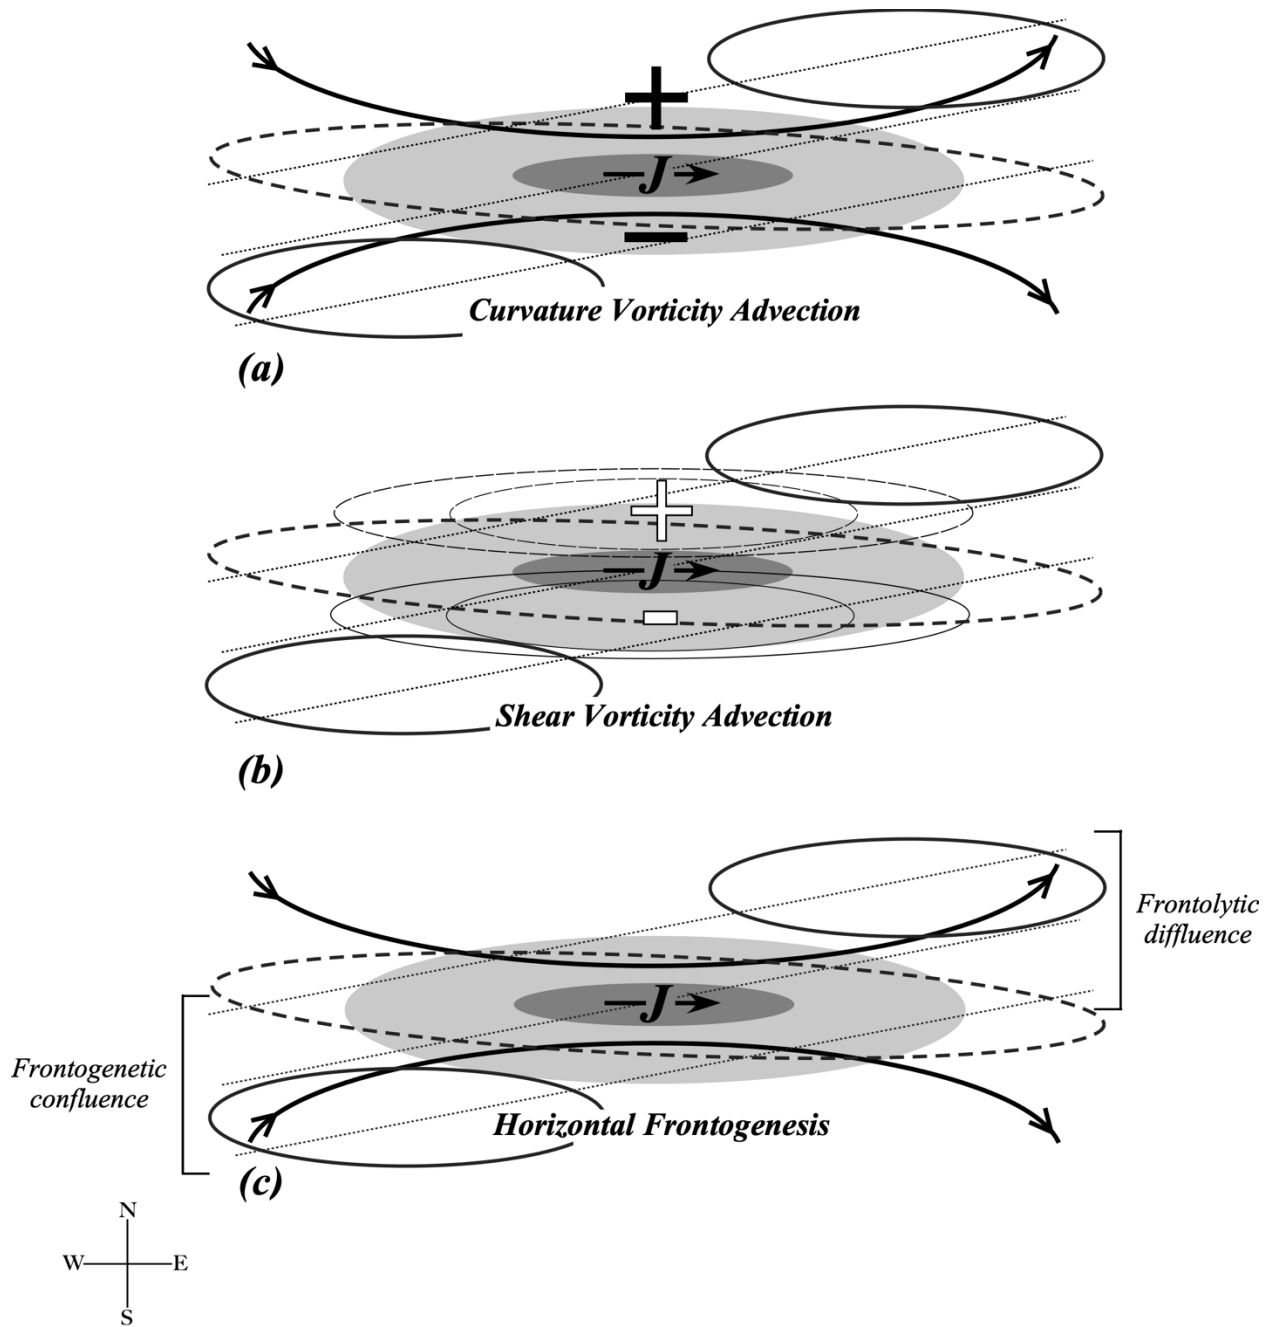 J
Curvature Vorticity Advection
(a)
J
Shear Vorticity Advection
(b)
Frontolytic
diffluence
J
Frontogenetic
confluence
Horizontal Frontogenesis
(c)
N
W E
S